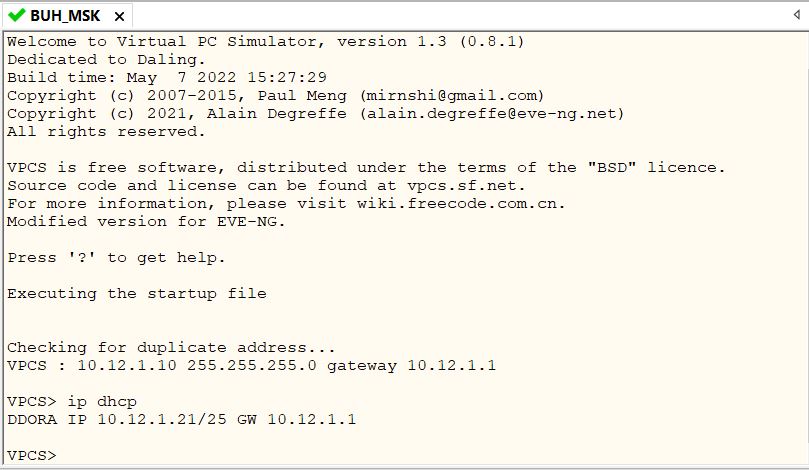 BUH_MSK
Welcome to Virtual PC Simulator, version 1.3 (0.8.1)
Dedicated to Daling.
Build time: May  7 2022 15:27:29
Copyright (c) 2007-2015, Paul Meng (mirnshi@gmail.com)
Copyright (c) 2021, Alain Degreffe (alain.degreffe@eve-ng.net)
All rights reserved.
VPCS is free software, distributed under the terms of the "BSD" licence.
Source code and license can be found at vpcs.sf.net.
For more information, please visit wiki.freecode.com.cn.
Modified version for EVE-NG.
Press '?' to get help.
Executing the startup file
Checking for duplicate address...
VPCS : 10.12.1.10 255.255.255.0 gateway 10.12.1.1
VPCS> ip dhcp
DDORA IP 10.12.1.21/25 GW 10.12.1.1
VPCS>